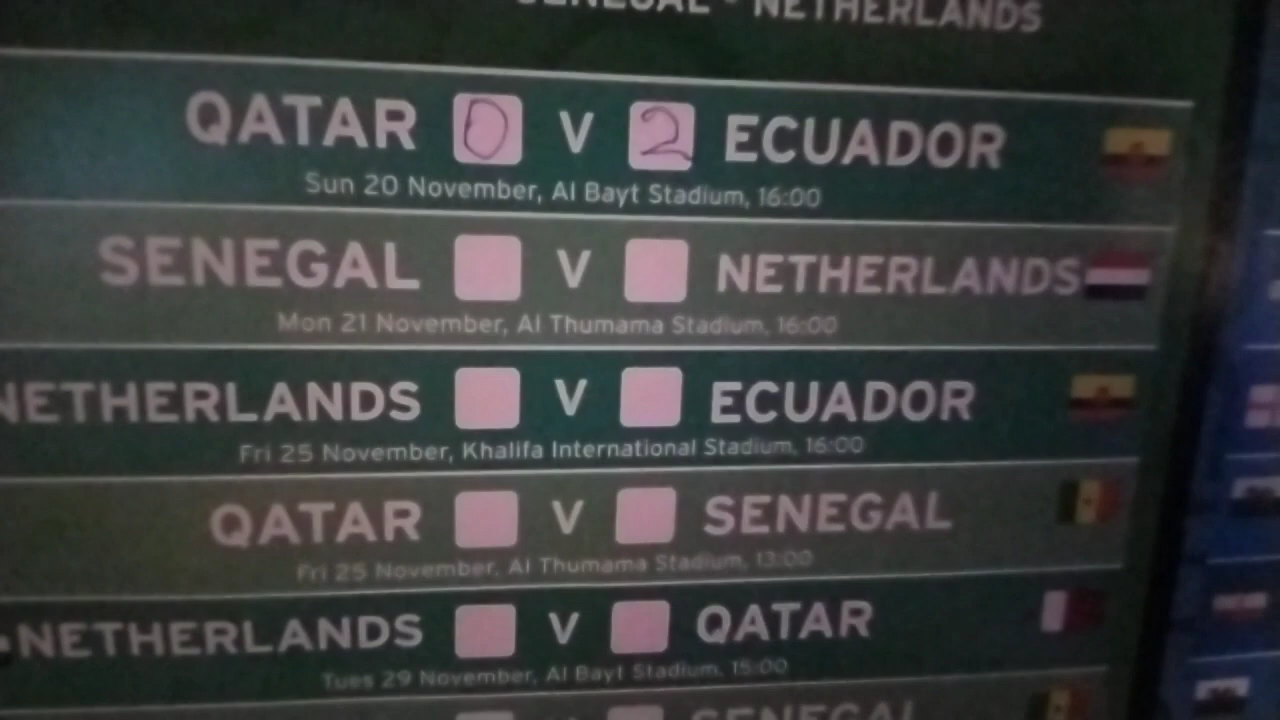 SENEGAL - NETHERLANDS
QATAR 0 V 2 ECUADOR
Sun 20 November, Al Bayt Stadium, 16:00
SENEGAL V NETHERLANDS
Mon 21 November, Al Thumama Stadium, 16:00
NETHERLANDS V ECUADOR
Fri 25 November, Khalifa International Stadium, 16:00
QATAR V SENEGAL
Fri 25 November, Al Thumama Stadium, 13:00
NETHERLANDS V QATAR
Tues 29 November, Al Bayt Stadium, 15:00
SENEGAL